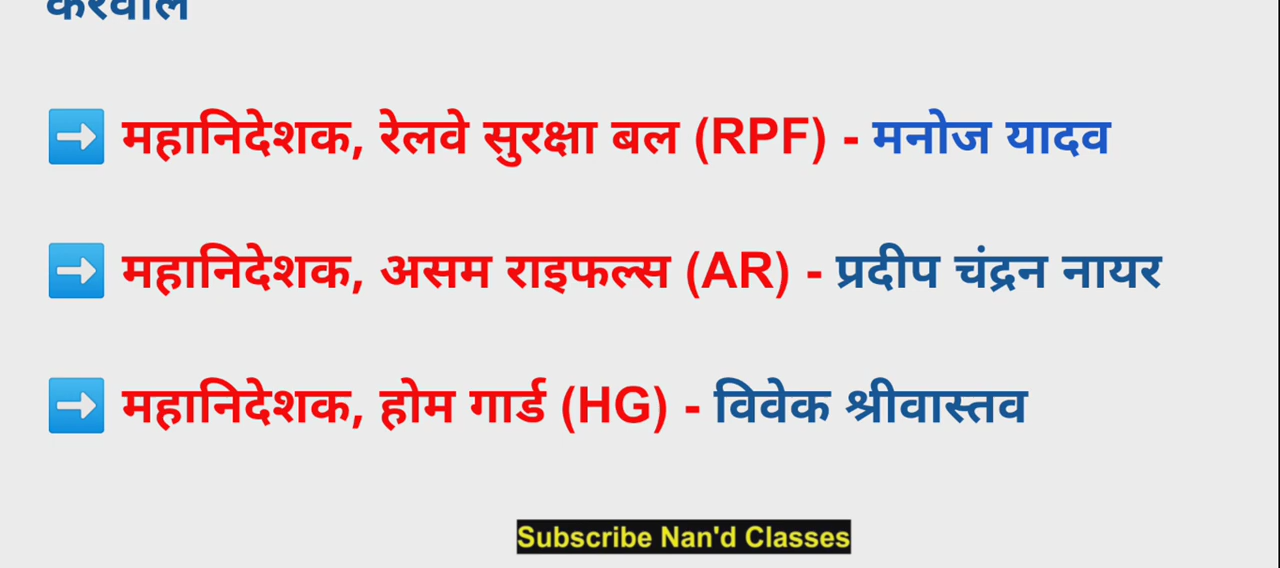 करवाल
➡️ महानिदेशक, रेलवे सुरक्षा बल (RPF) - मनोज यादव
➡️ महानिदेशक, असम राइफल्स (AR) - प्रदीप चंद्रन नायर
➡️ महानिदेशक, होम गार्ड (HG) - विवेक श्रीवास्तव
Subscribe Nan'd Classes